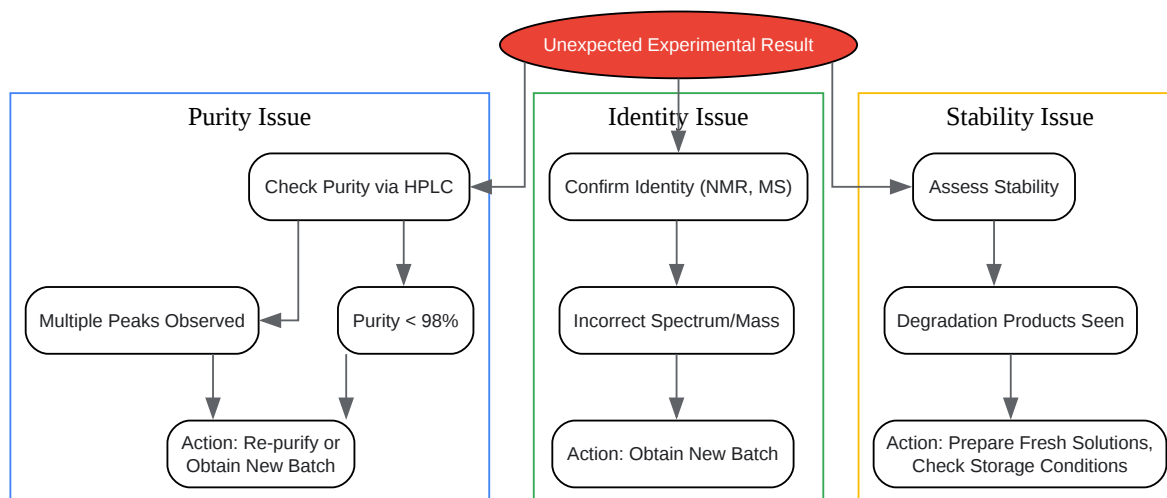 Unexpected Experimental Result
Purity Issue
Identity Issue
Stability Issue
Check Purity via HPLC
Confirm Identity (NMR, MS)
Assess Stability
Multiple Peaks Observed
Purity < 98%
Incorrect Spectrum/Mass
Degradation Products Seen
Action: Re-purify or
Obtain New Batch
Action: Obtain New Batch
Action: Prepare Fresh Solutions,
Check Storage Conditions